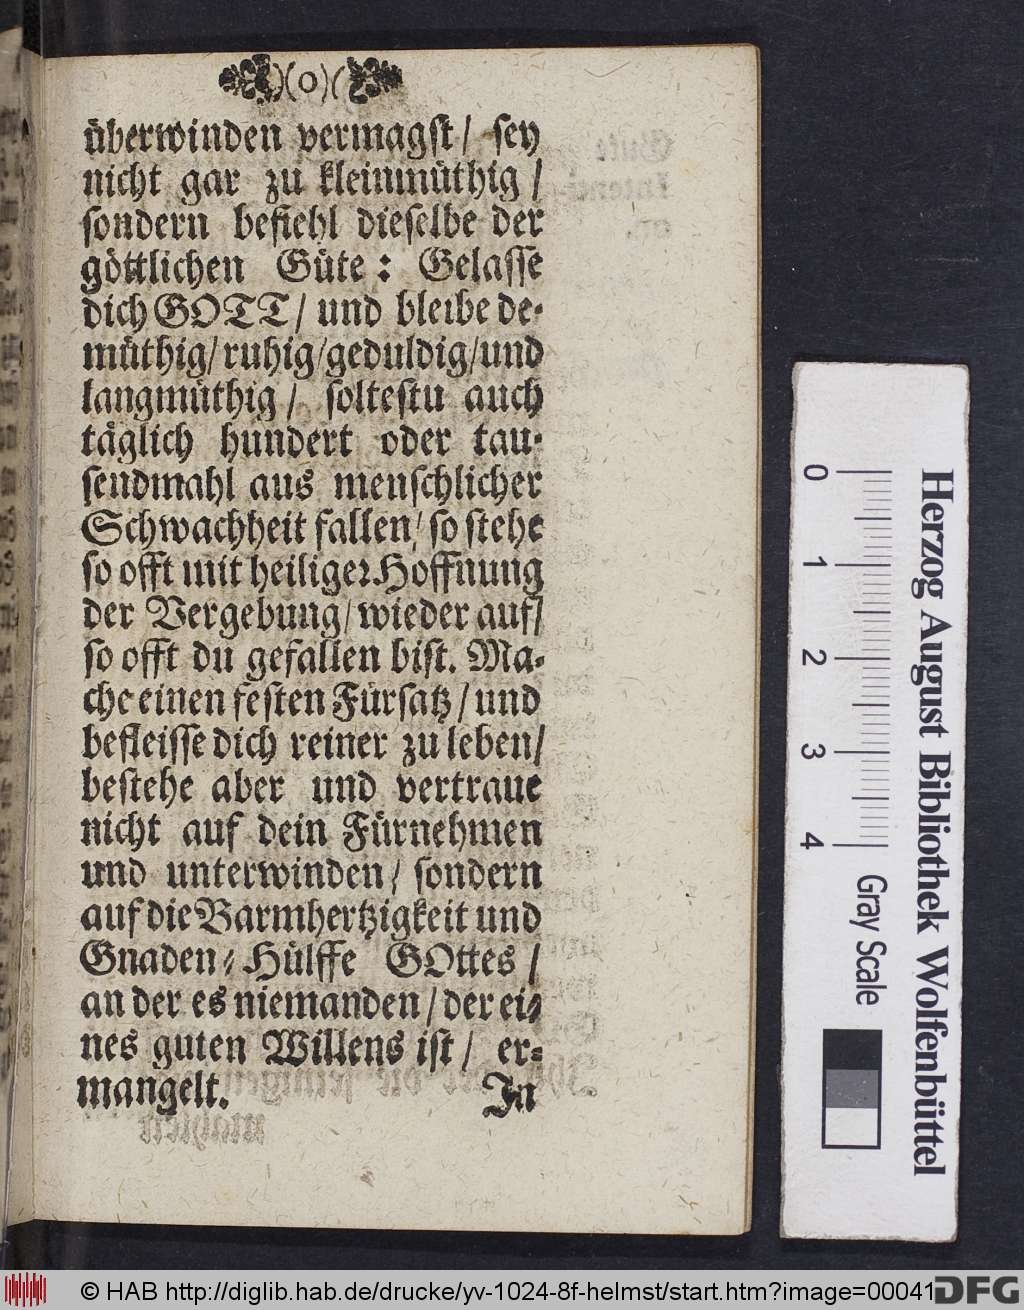 )(o)(
überwinden vermagst/ sey
nicht gar zu kleinmüthig/
sondern befiehl dieselbe der
göttlichen Güte: Gelasse
dich GOTT/ und bleibe de-
müthig/ ruhig/ geduldig/ und
langmüthig/ soltestu auch
täglich hundert oder tau-
sendmahl aus menschlicher
Schwachheit fallen/ so stehe
so offt mit heiliger Hoffnung
der Vergebung/ wieder auf/
so offt du gefallen bist. Ma-
che einen festen Fürsatz/ und
befleisse dich reiner zu leben/
bestehe aber und vertraue
nicht auf dein Fürnehmen
und unterwinden/ sondern
auf die Barmhertzigkeit und
Gnaden-Hülffe GOttes/
an der es niemanden/ der ei-
nes guten Willens ist/ er-
mangelt. In
Herzog August Bibliothek Wolfenbüttel
0 1 2 3 4 Gray Scale
© HAB http://diglib.hab.de/drucke/yv-1024-8f-helmst/start.htm?image=00041
DFG